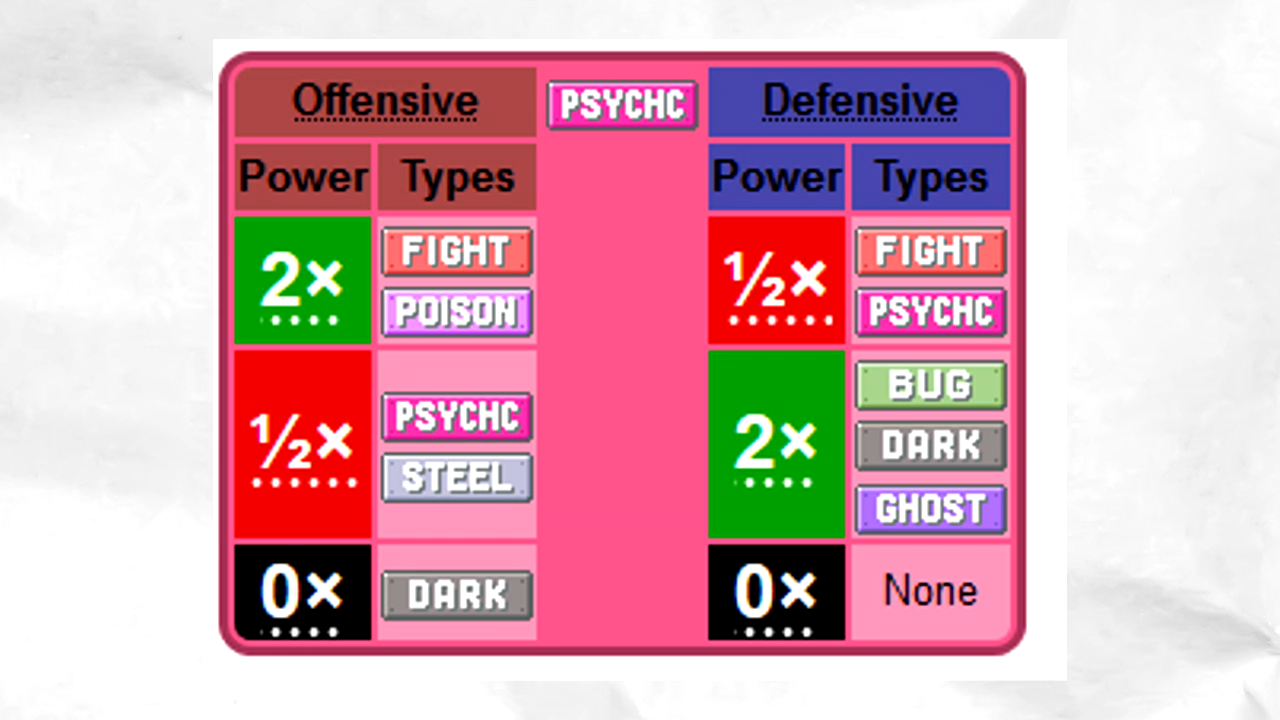 Offensive PSYCHC Defensive
Power Types Power Types
2× FIGHT POISON ½× FIGHT PSYCHC
½× PSYCHC STEEL 2× BUG DARK GHOST
0× DARK 0× None